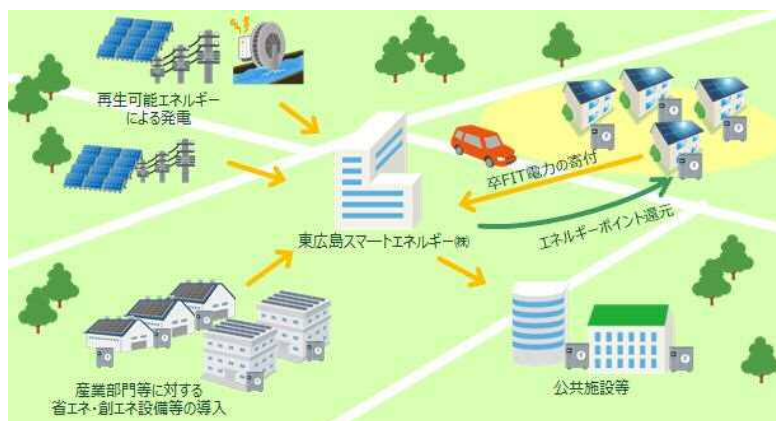 再生可能エネルギー
による発電
卒FIT電力の寄付
エネルギーポイント還元
東広島スマートエネルギー㈱
産業部門等に対する
省エネ・創エネ設備等の導入
公共施設等